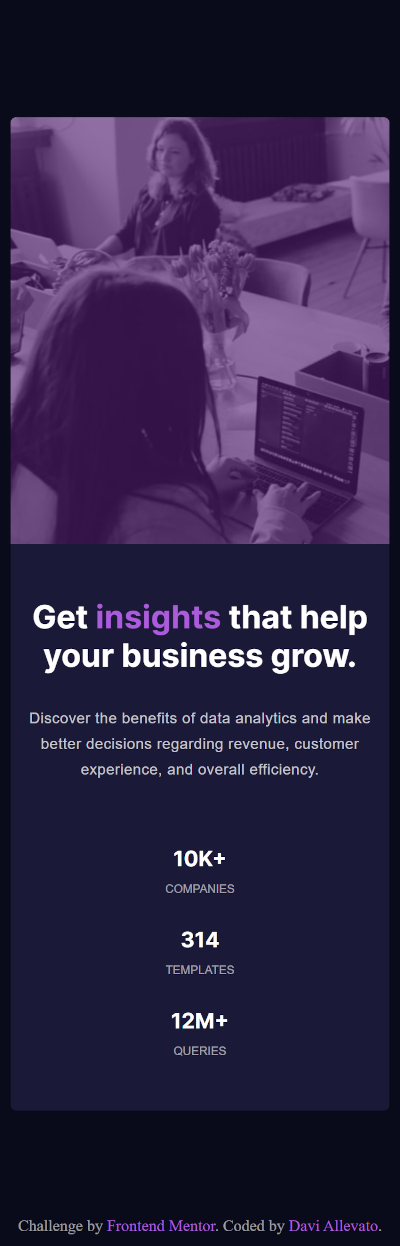 Get insights that help
your business grow.
Discover the benefits of data analytics and make
better decisions regarding revenue, customer
experience, and overall efficiency.
10K+
COMPANIES
314
TEMPLATES
12M+
QUERIES
Challenge by Frontend Mentor. Coded by Davi Allevato.